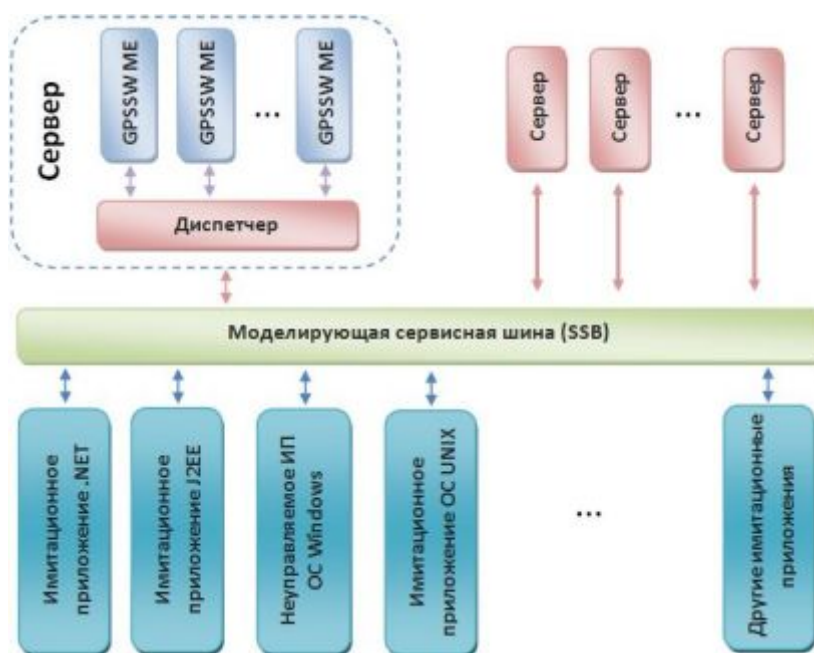 Сервер
GPSSW ME
GPSSW ME
...
GPSSW ME
Диспетчер
Сервер
Сервер
...
Сервер
Моделирующая сервисная шина (SSB)
Имитационное
приложение .NET
Имитационное
приложение J2EE
Неуправляемое ИП
ОС Windows
Имитационное
приложение ОС UNIX
...
Другие имитационные
приложения